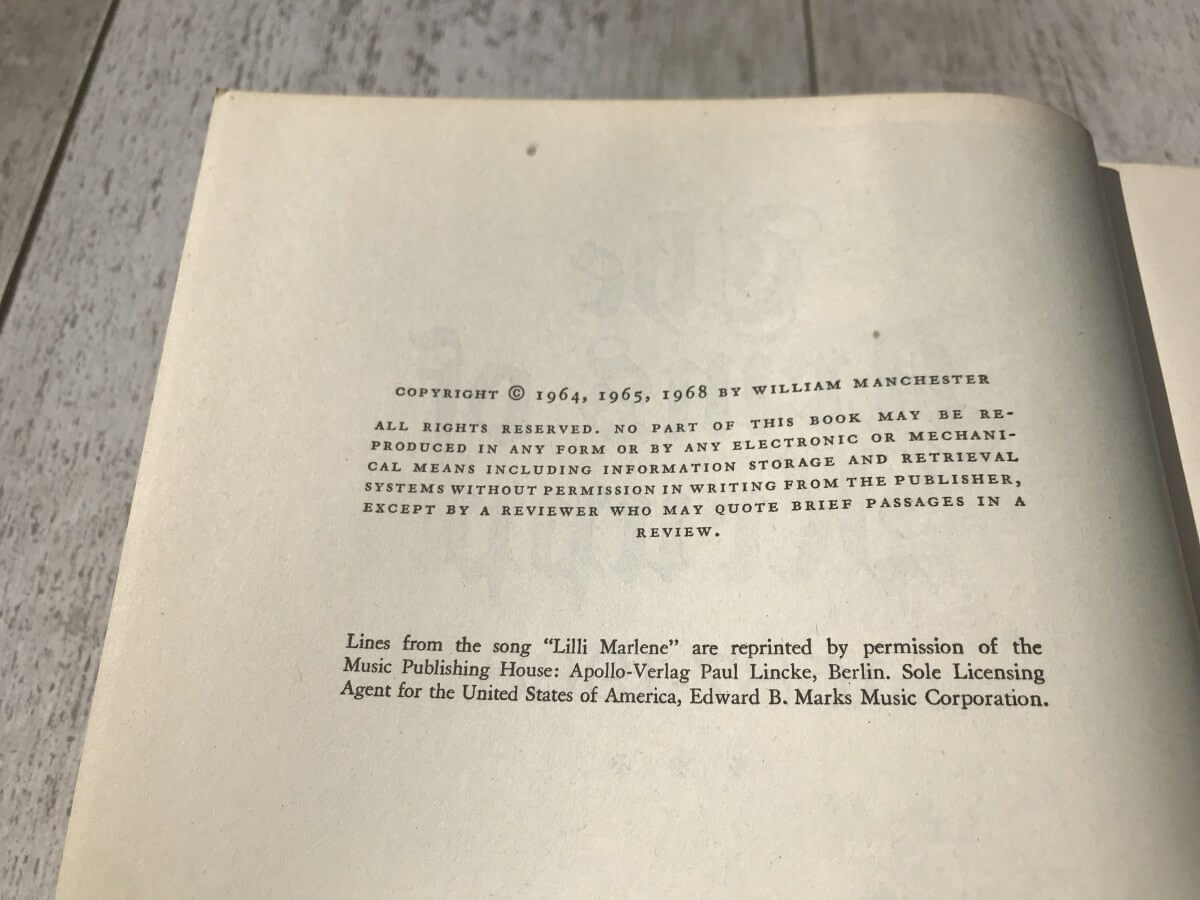 COPYRIGHT © 1964, 1965, 1968 BY WILLIAM MANCHESTER
ALL RIGHTS RESERVED. NO PART OF THIS BOOK MAY BE RE-
PRODUCED IN ANY FORM OR BY ANY ELECTRONIC OR MECHANI-
CAL MEANS INCLUDING INFORMATION STORAGE AND RETRIEVAL
SYSTEMS WITHOUT PERMISSION IN WRITING FROM THE PUBLISHER,
EXCEPT BY A REVIEWER WHO MAY QUOTE BRIEF PASSAGES IN A
REVIEW.
Lines from the song “Lilli Marlene” are reprinted by permission of the
Music Publishing House: Apollo-Verlag Paul Lincke, Berlin. Sole Licensing
Agent for the United States of America, Edward B. Marks Music Corporation.